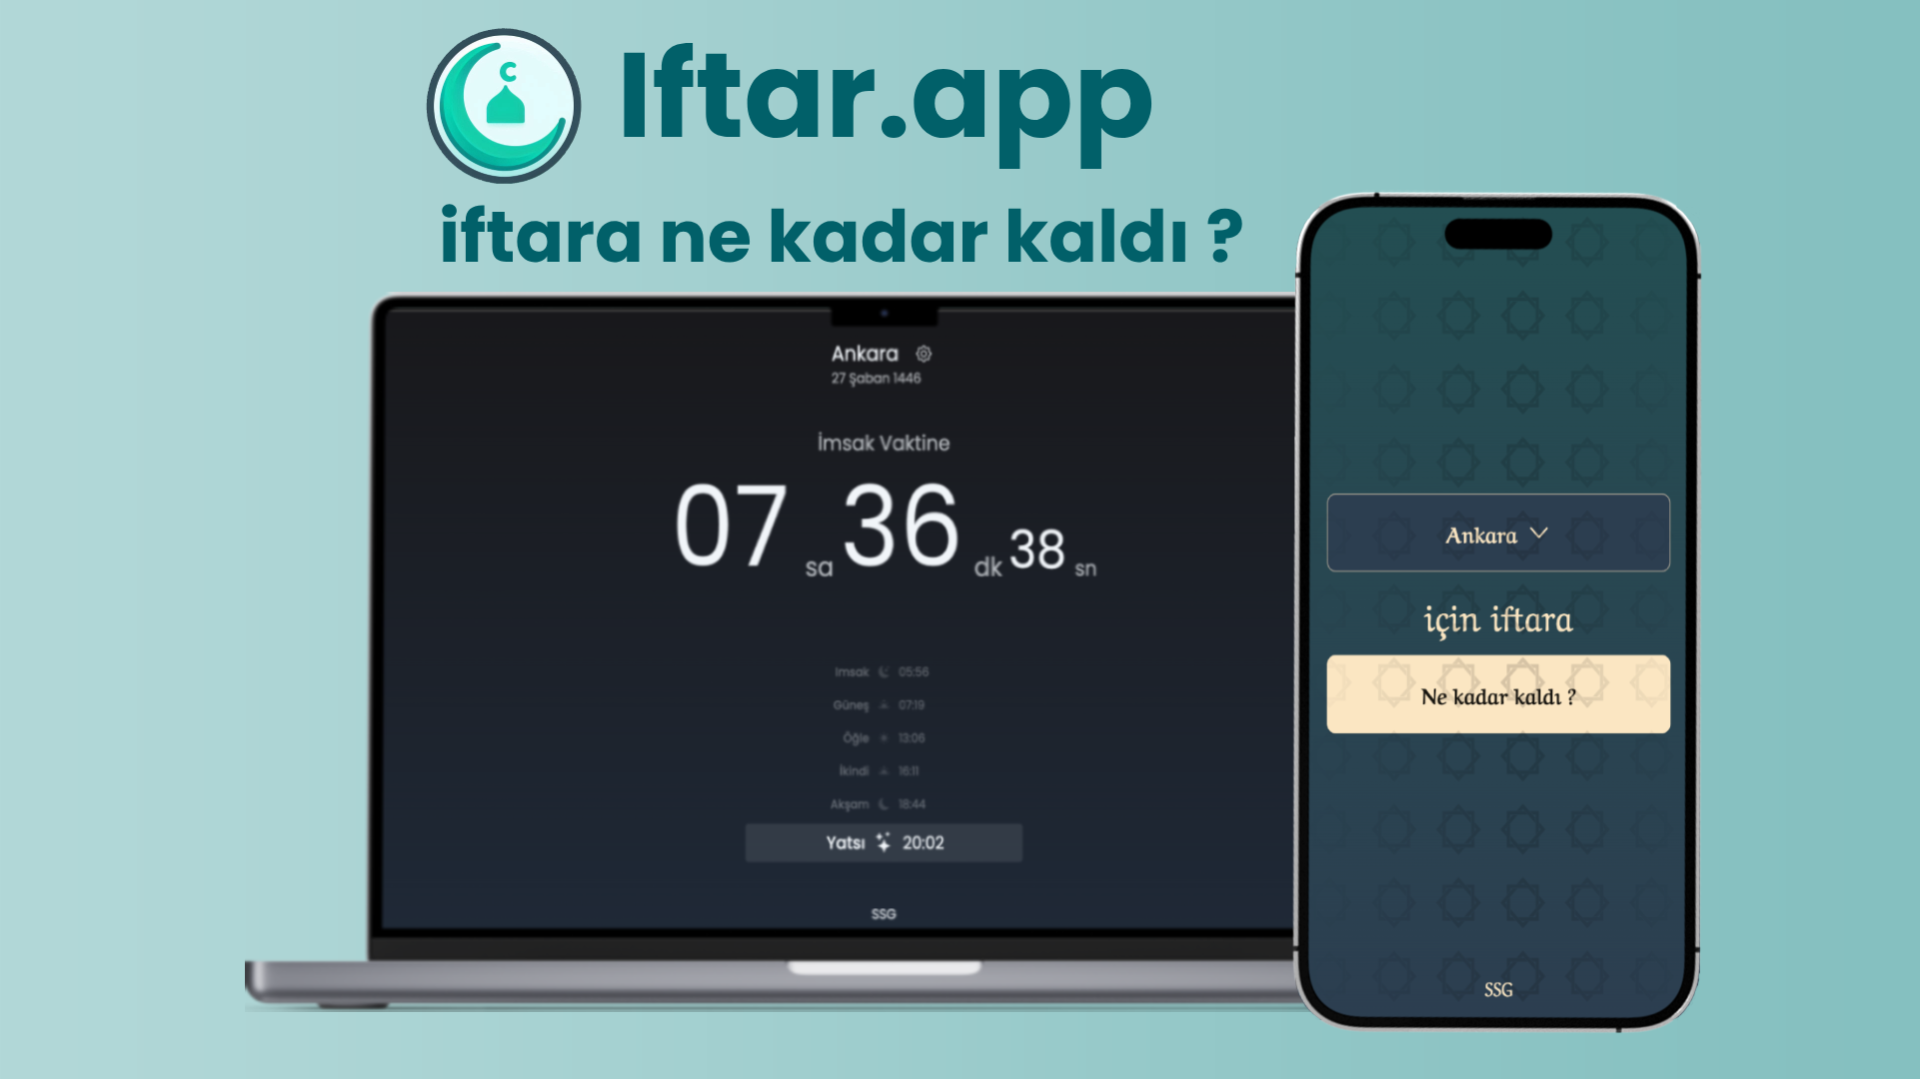 Iftar.app
iftara ne kadar kaldı ?
Ankara
27 Şaban 1446
İmsak Vaktine
07 sa 36 dk 38 sn
Imsak 05:56
Güneş 07:19
Öğle 13:06
İkindi 16:11
Akşam 18:44
Yatsı 20:02
SSG
Ankara
için iftara
Ne kadar kaldı ?
SSG